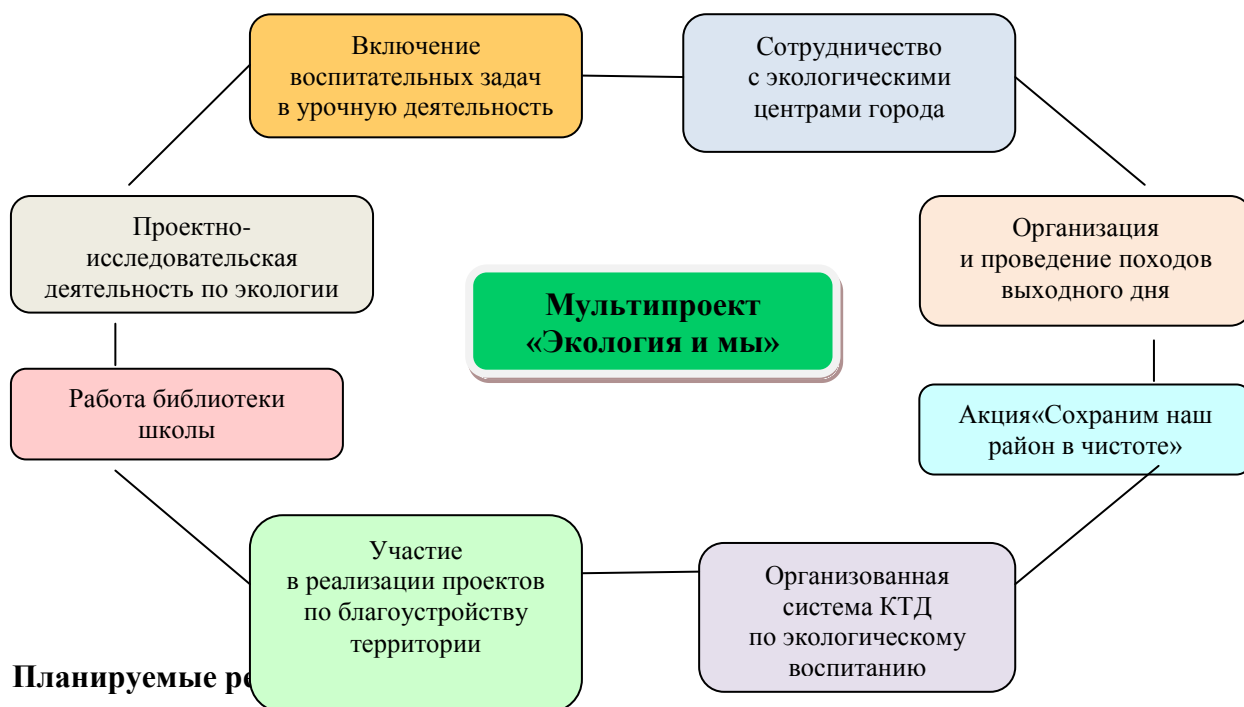 Включение
воспитательных задач
в урочную деятельность
Сотрудничество
с экологическими
центрами города
Проектно-
исследовательская
деятельность по экологии
Организация
и проведение походов
выходного дня
Мультипроект
«Экология и мы»
Работа библиотеки
школы
Акция«Сохраним наш
район в чистоте»
Участие
в реализации проектов
по благоустройству
территории
Организованная
система КТД
по экологическому
воспитанию
Планируемые